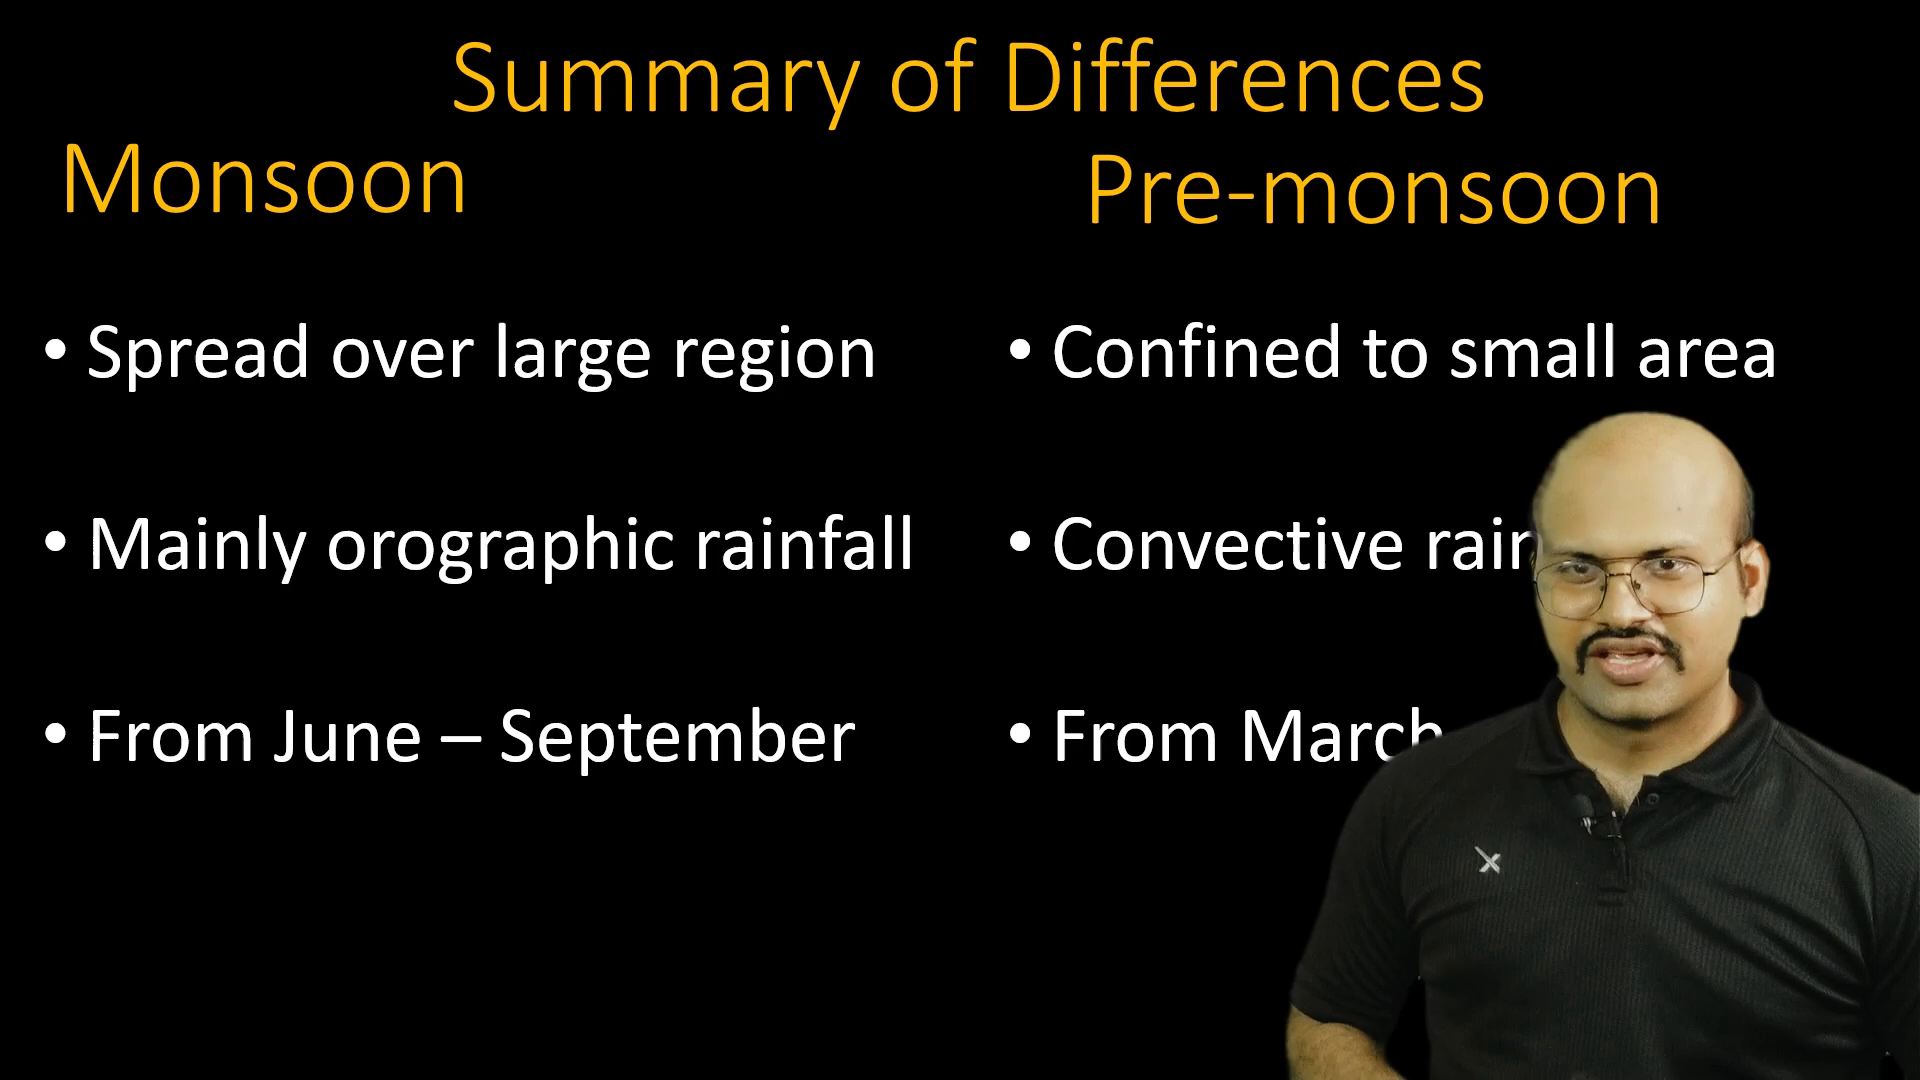 Summary of Differences
Monsoon
• Spread over large region
• Mainly orographic rainfall
• From June – September
Pre-monsoon
• Confined to small area
• Convective
• From March